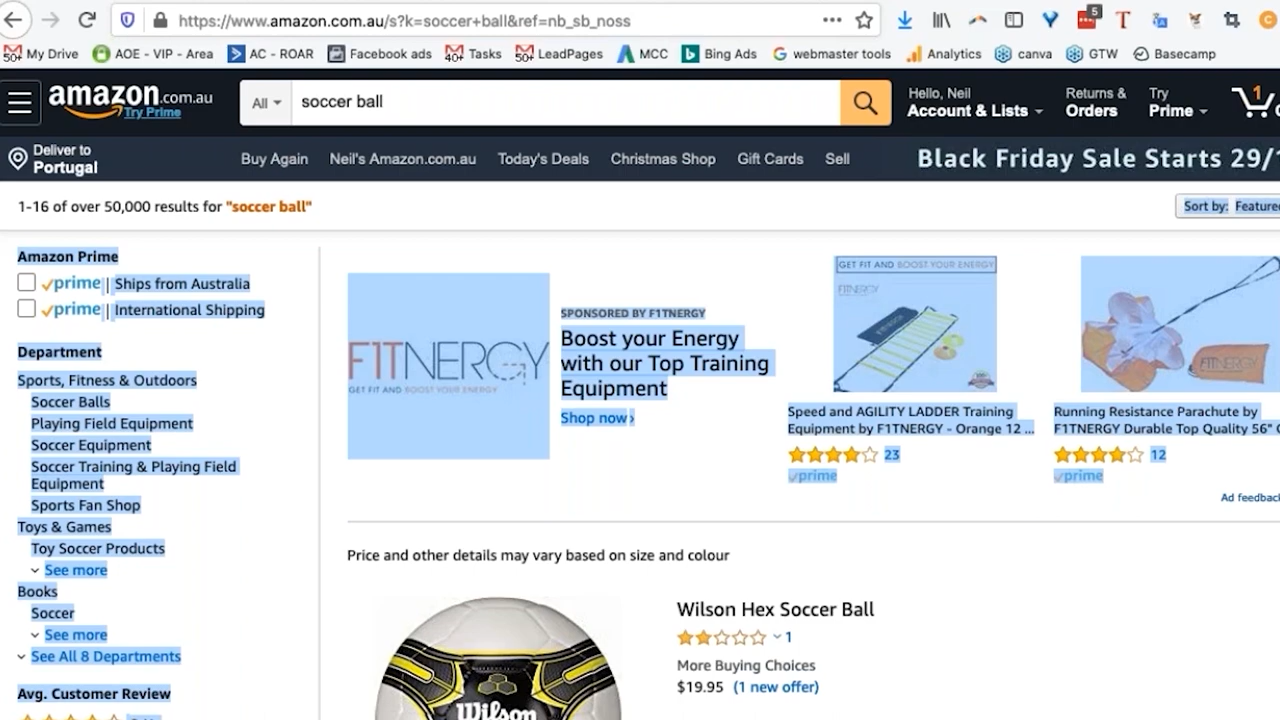 https://www.amazon.com.au/s?k=soccer+ball&ref=nb_sb_noss
5
T
C
50+ My Drive
AOE - VIP - Area
AC - ROAR
Facebook ads
40+ Tasks
50+ LeadPages
MCC
Bing Ads
webmaster tools
Analytics
canva
GTW
Basecamp
amazon.com.au
Try Prime
All
soccer ball
Hello, Neil
Account & Lists
Returns &
Orders
Try
Prime
1
Deliver to
Portugal
Buy Again
Neil's Amazon.com.au
Today's Deals
Christmas Shop
Gift Cards
Sell
Black Friday Sale Starts 29/
1-16 of over 50,000 results for "soccer ball"
Sort by: Feature
Amazon Prime
prime | Ships from Australia
prime | International Shipping
Department
Sports, Fitness & Outdoors
Soccer Balls
Playing Field Equipment
Soccer Equipment
Soccer Training & Playing Field
Equipment
Sports Fan Shop
Toys & Games
Toy Soccer Products
See more
Books
Soccer
See more
See All 8 Departments
Avg. Customer Review
F1TNERGY
GET FIT AND BOOST YOUR ENERGY
SPONSORED BY F1TNERGY
Boost your Energy
with our Top Training
Equipment
Shop now ›
GET FIT AND BOOST YOUR ENERGY
F1TNERGY
Speed and AGILITY LADDER Training
Equipment by F1TNERGY - Orange 12 ...
23
prime
F1TNERGY
Running Resistance Parachute by
F1TNERGY Durable Top Quality 56"
12
prime
Ad feedback
Price and other details may vary based on size and colour
Wilson
Wilson Hex Soccer Ball
1
More Buying Choices
$19.95 (1 new offer)